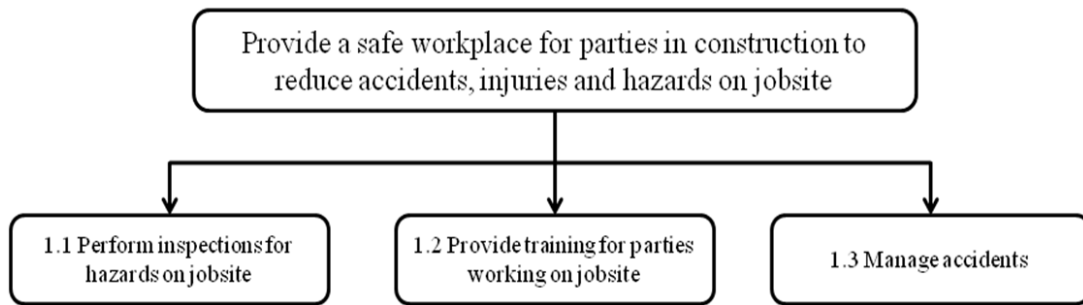 Provide a safe workplace for parties in construction to
reduce accidents, injuries and hazards on jobsite
1.1 Perform inspections for
hazards on jobsite
1.2 Provide training for parties
working on jobsite
1.3 Manage accidents